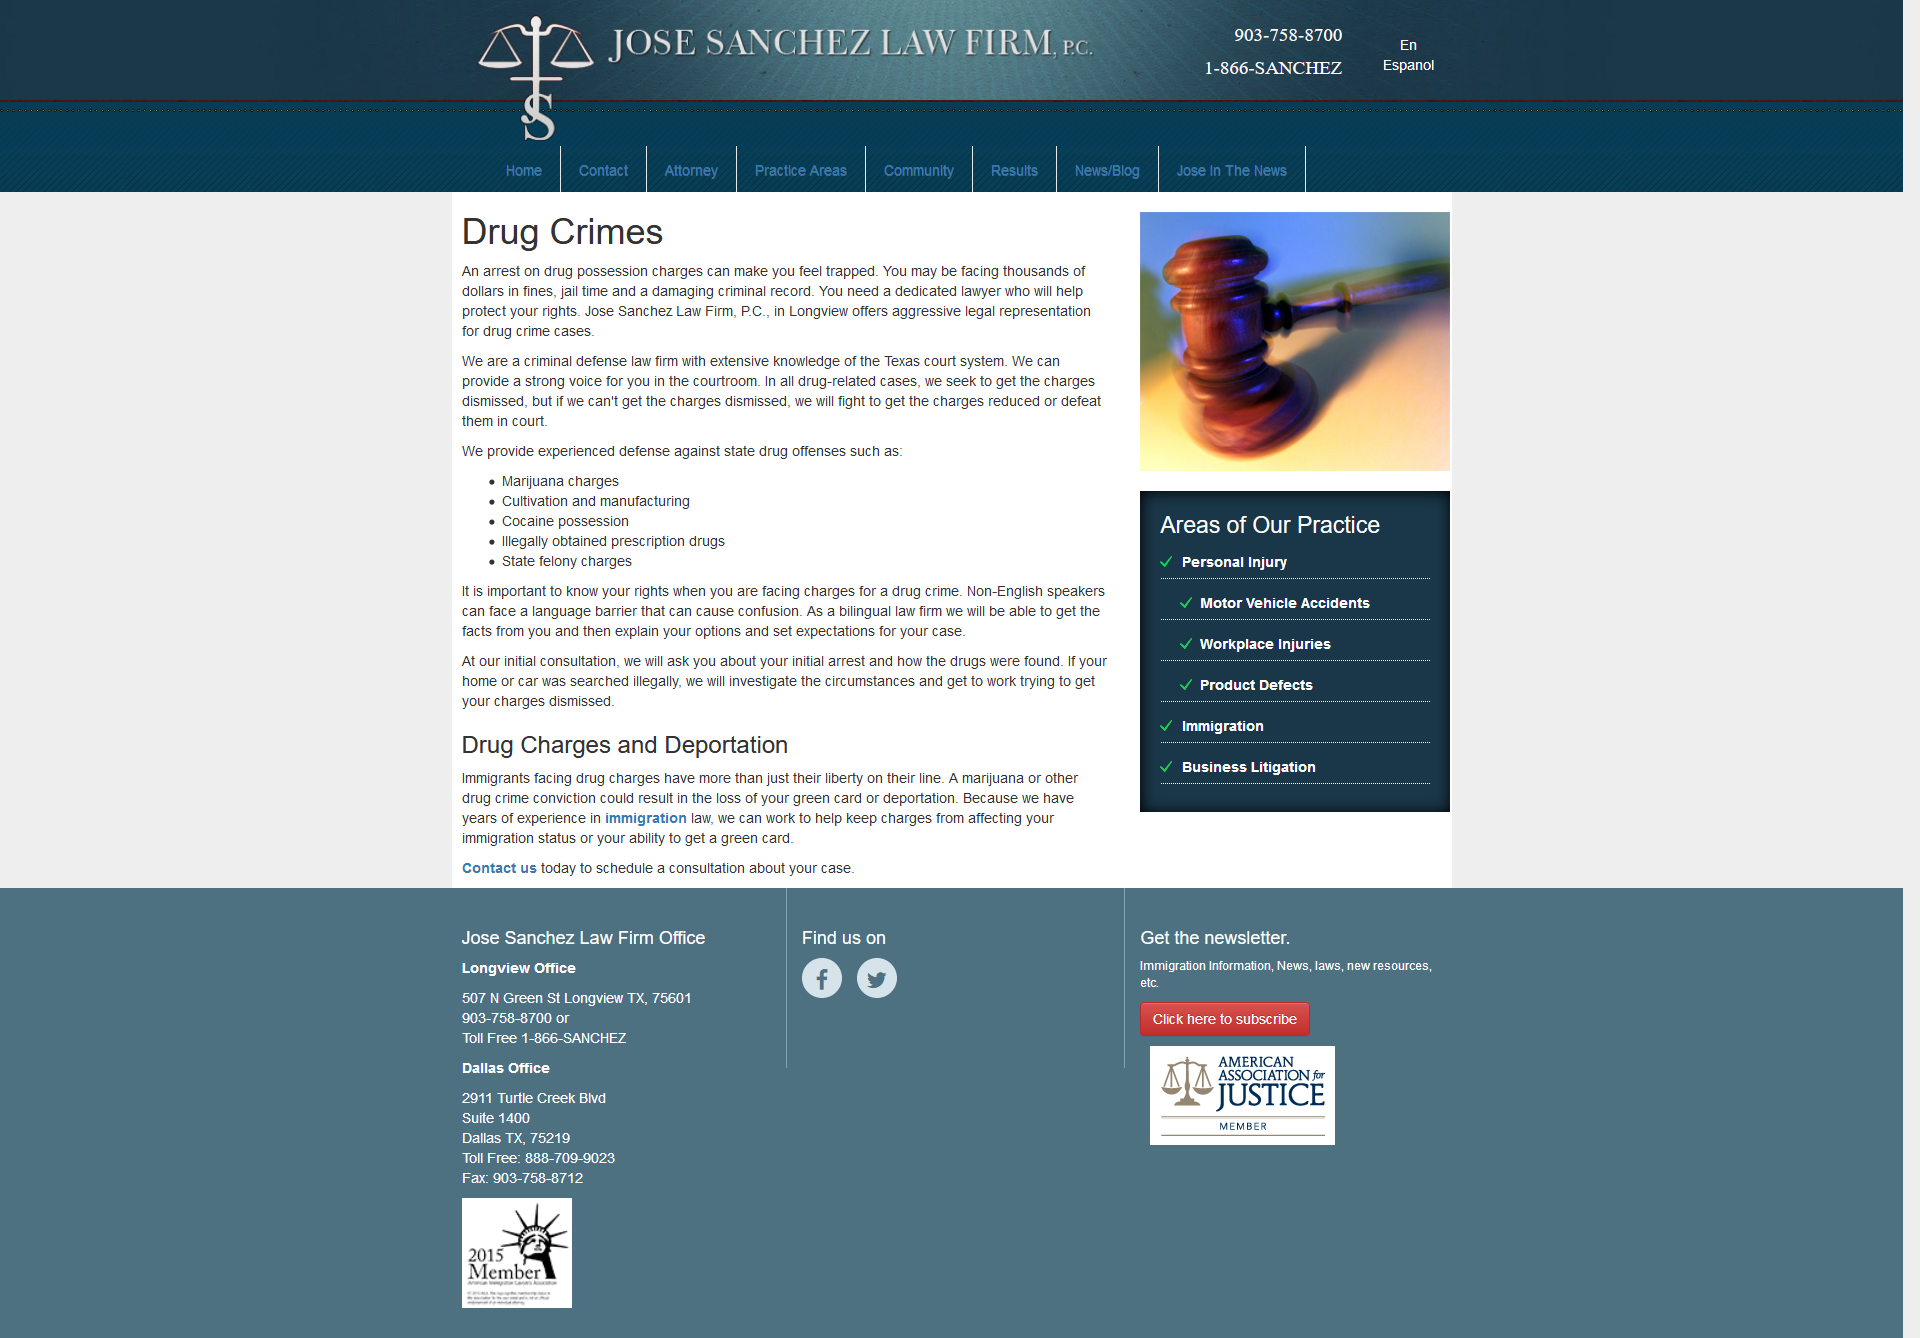 JOSE SANCHEZ LAW FIRM, P.C.
903-758-8700
1-866-SANCHEZ
En
Espanol
JS
Home
Contact
Attorney
Practice Areas
Community
Results
News/Blog
Jose In The News
Drug Crimes
An arrest on drug possession charges can make you feel trapped. You may be facing thousands of
dollars in fines, jail time and a damaging criminal record. You need a dedicated lawyer who will help
protect your rights. Jose Sanchez Law Firm, P.C., in Longview offers aggressive legal representation
for drug crime cases.
We are a criminal defense law firm with extensive knowledge of the Texas court system. We can
provide a strong voice for you in the courtroom. In all drug-related cases, we seek to get the charges
dismissed, but if we can't get the charges dismissed, we will fight to get the charges reduced or defeat
them in court.
We provide experienced defense against state drug offenses such as:
Marijuana charges
Cultivation and manufacturing
Cocaine possession
Illegally obtained prescription drugs
State felony charges
It is important to know your rights when you are facing charges for a drug crime. Non-English speakers
can face a language barrier that can cause confusion. As a bilingual law firm we will be able to get the
facts from you and then explain your options and set expectations for your case.
At our initial consultation, we will ask you about your initial arrest and how the drugs were found. If your
home or car was searched illegally, we will investigate the circumstances and get to work trying to get
your charges dismissed.
Drug Charges and Deportation
Immigrants facing drug charges have more than just their liberty on their line. A marijuana or other
drug crime conviction could result in the loss of your green card or deportation. Because we have
years of experience in immigration law, we can work to help keep charges from affecting your
immigration status or your ability to get a green card.
Contact us today to schedule a consultation about your case.
Areas of Our Practice
Personal Injury
Motor Vehicle Accidents
Workplace Injuries
Product Defects
Immigration
Business Litigation
Jose Sanchez Law Firm Office
Longview Office
507 N Green St Longview TX, 75601
903-758-8700 or
Toll Free 1-866-SANCHEZ
Dallas Office
2911 Turtle Creek Blvd
Suite 1400
Dallas TX, 75219
Toll Free: 888-709-9023
Fax: 903-758-8712
2015
Member
American Immigration Lawyers Association
Find us on
Get the newsletter.
Immigration Information, News, laws, new resources,
etc.
Click here to subscribe
AMERICAN
ASSOCIATION for
JUSTICE
MEMBER